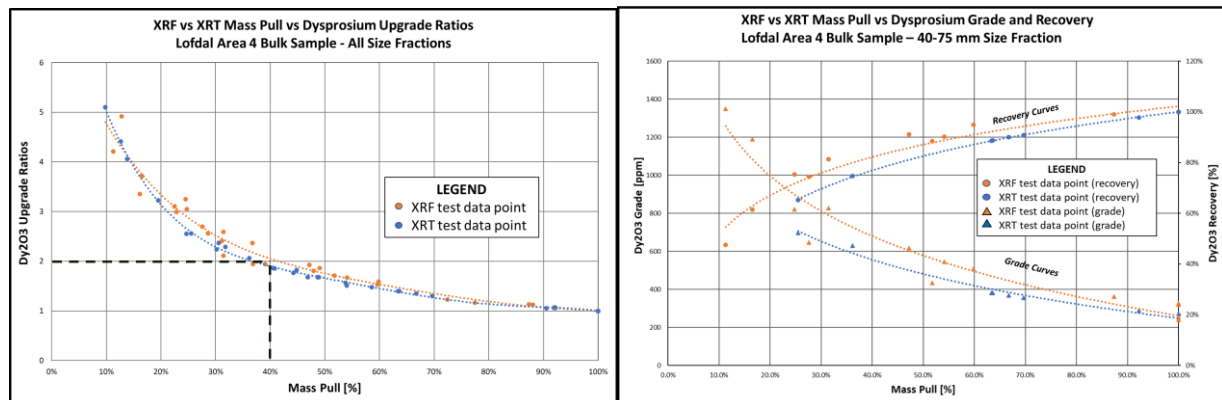 XRF vs XRT Mass Pull vs Dysprosium Upgrade Ratios
Lofdal Area 4 Bulk Sample - All Size Fractions
6
5
4
3
2
1
0
Dy2O3 Upgrade Ratios
LEGEND
XRF test data point
XRT test data point
0% 10% 20% 30% 40% 50% 60% 70% 80% 90% 100%
Mass Pull [%]
XRF vs XRT Mass Pull vs Dysprosium Grade and Recovery
Lofdal Area 4 Bulk Sample – 40-75 mm Size Fraction
1600
1400
1200
1000
800
600
400
200
0
Dy2O3 Grade [ppm]
120%
100%
80%
60%
40%
20%
0%
Dy2O3 Recovery [%]
Recovery Curves
LEGEND
XRF test data point (recovery)
XRT test data point (recovery)
XRF test data point (grade)
XRT test data point (grade)
Grade Curves
0.0% 10.0% 20.0% 30.0% 40.0% 50.0% 60.0% 70.0% 80.0% 90.0% 100.0%
Mass Pull [%]